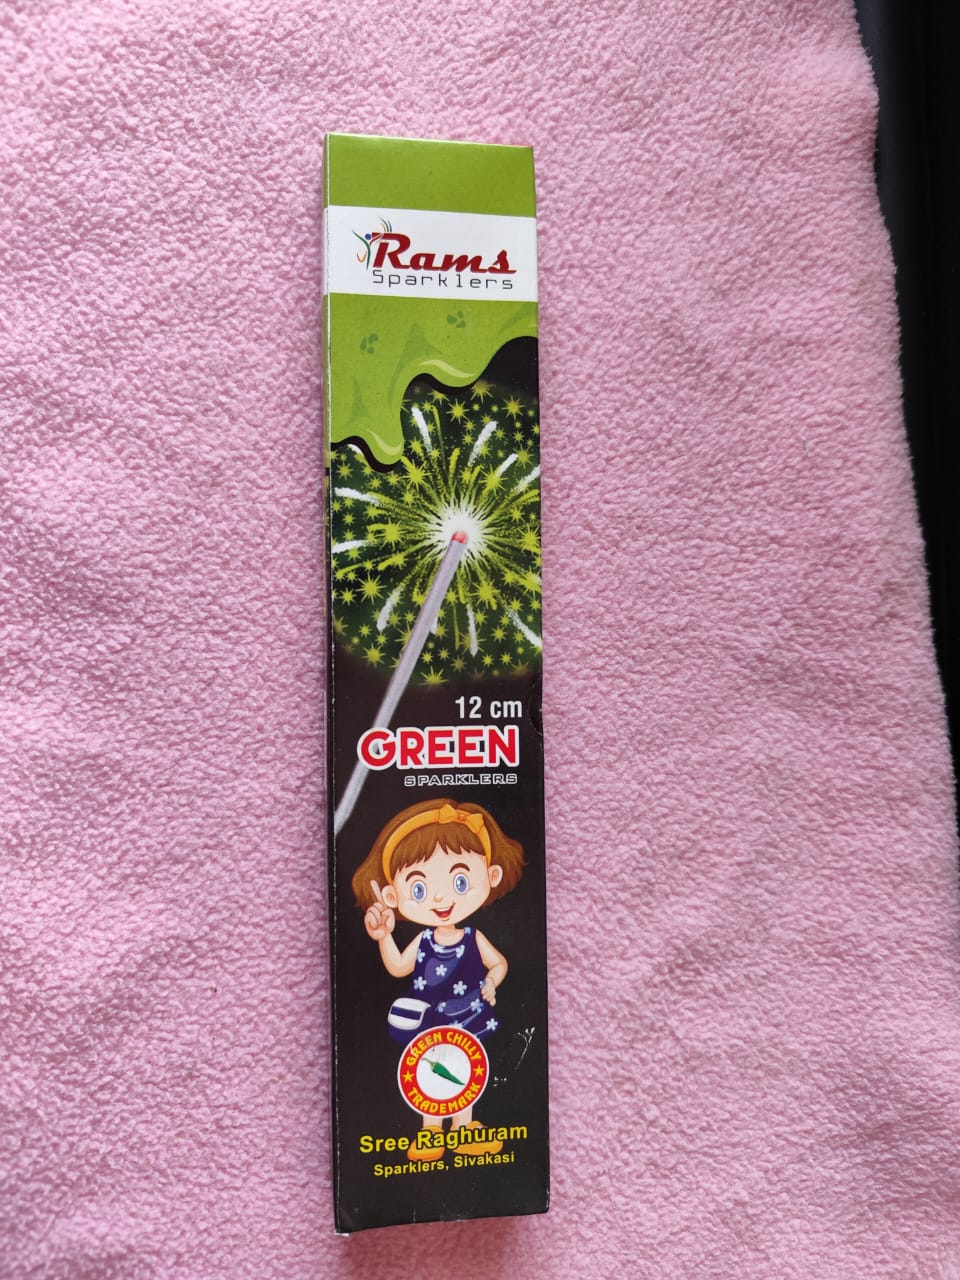 Rams
Sparklers
12 cm
GREEN
SPARKLERS
GREEN CHILLY
TRADEMARK
Sree Raghuram
Sparklers, Sivakasi